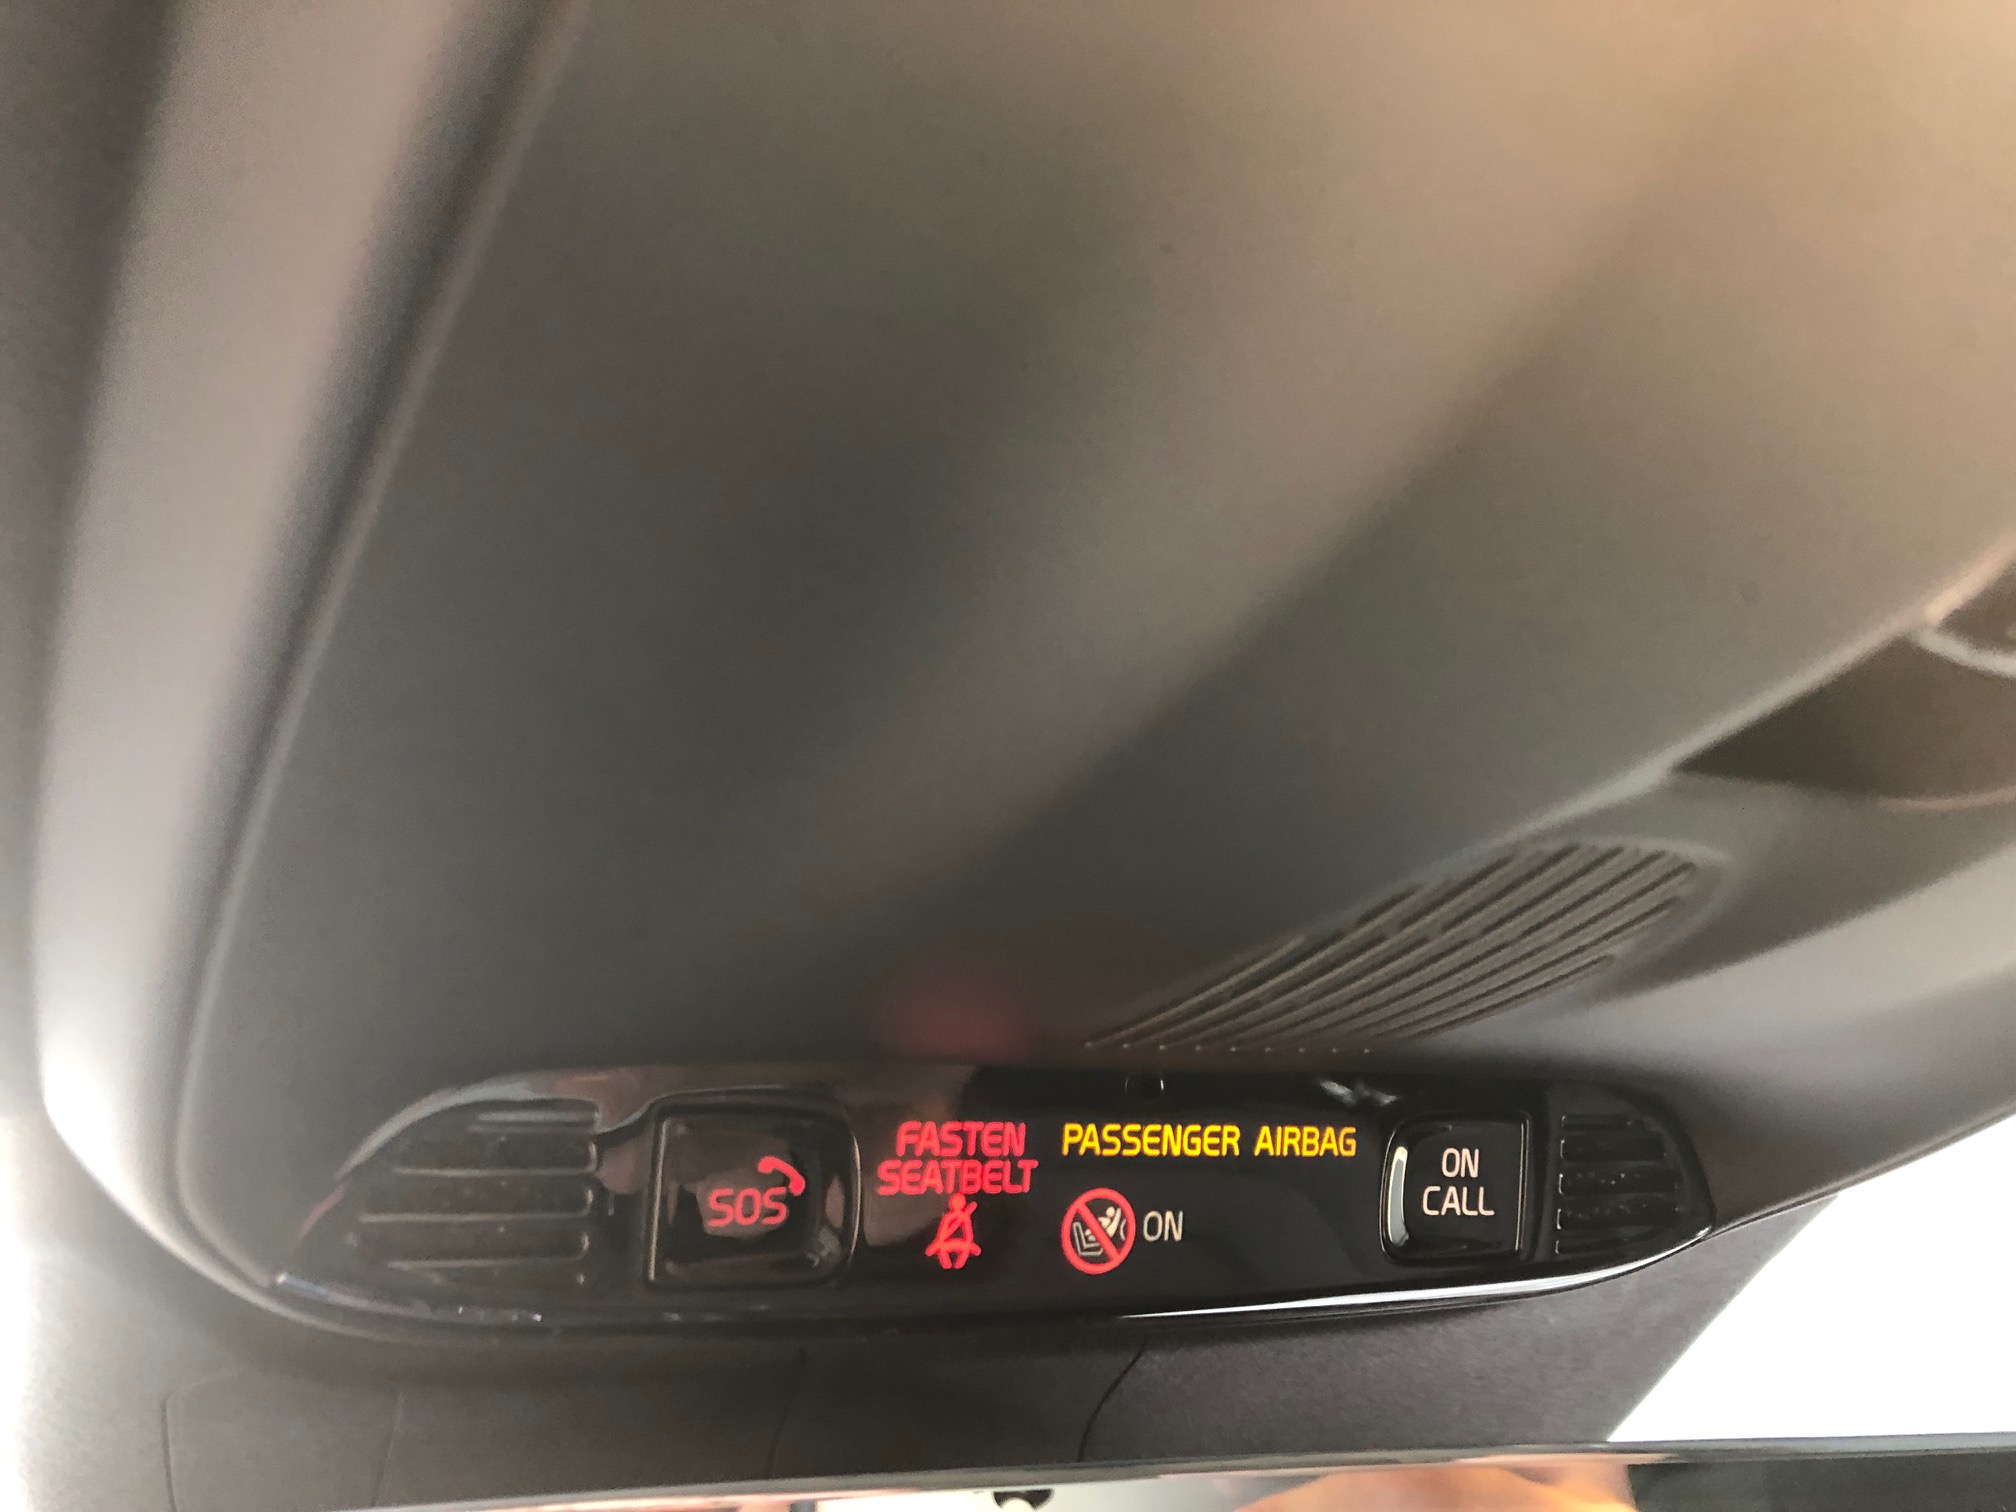 SOS
FASTEN
SEATBELT
PASSENGER AIRBAG
ON
ON
CALL